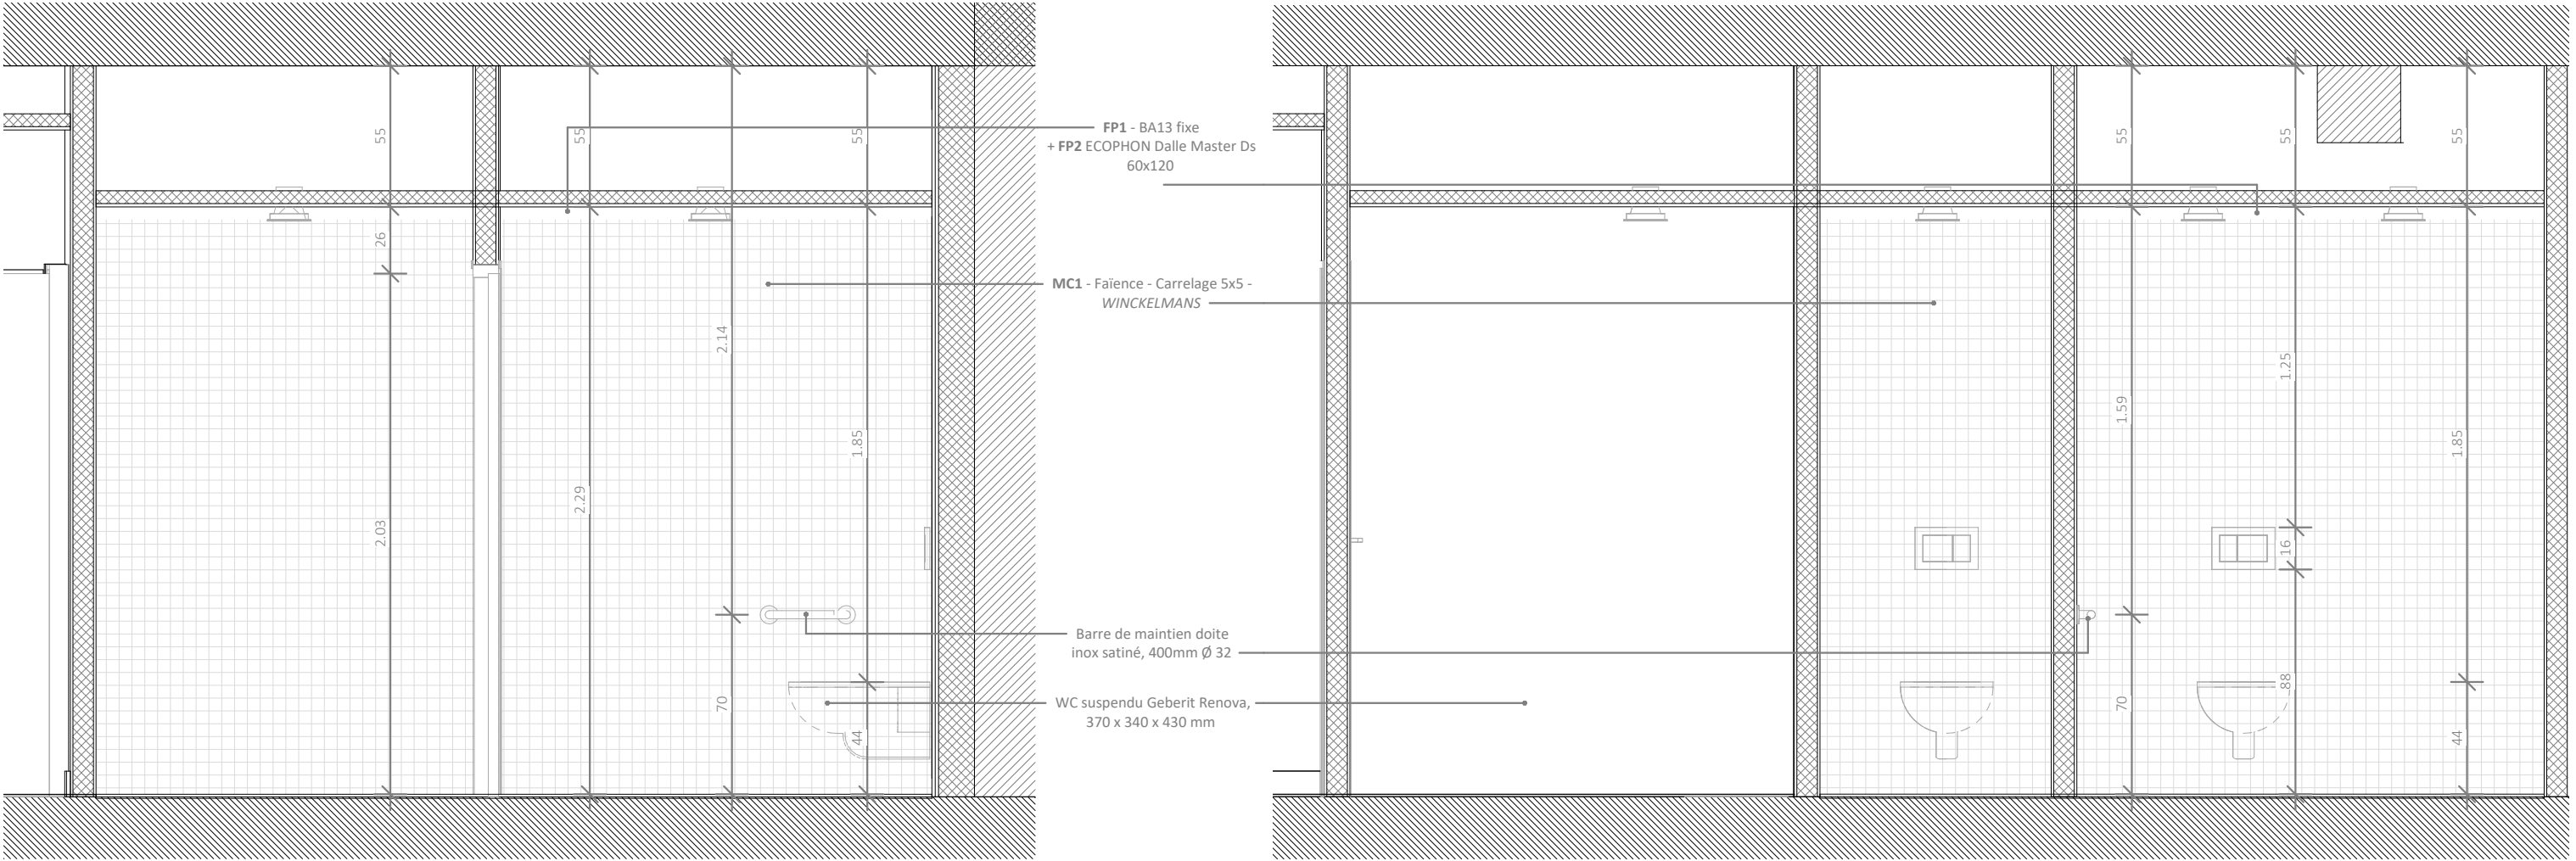 55
55
55
26
2.14
1.85
2.29
2.03
70
44
FP1 - BA13 fixe
+ FP2 ECOPHON Dalle Master Ds
60x120
MC1 - Faïence - Carrelage 5x5 -
WINCKELMANS
Barre de maintien doite
inox satiné, 400mm Ø 32
WC suspendu Geberit Renova,
370 x 340 x 430 mm
55
55
55
1.25
1.59
1.85
16
88
70
44